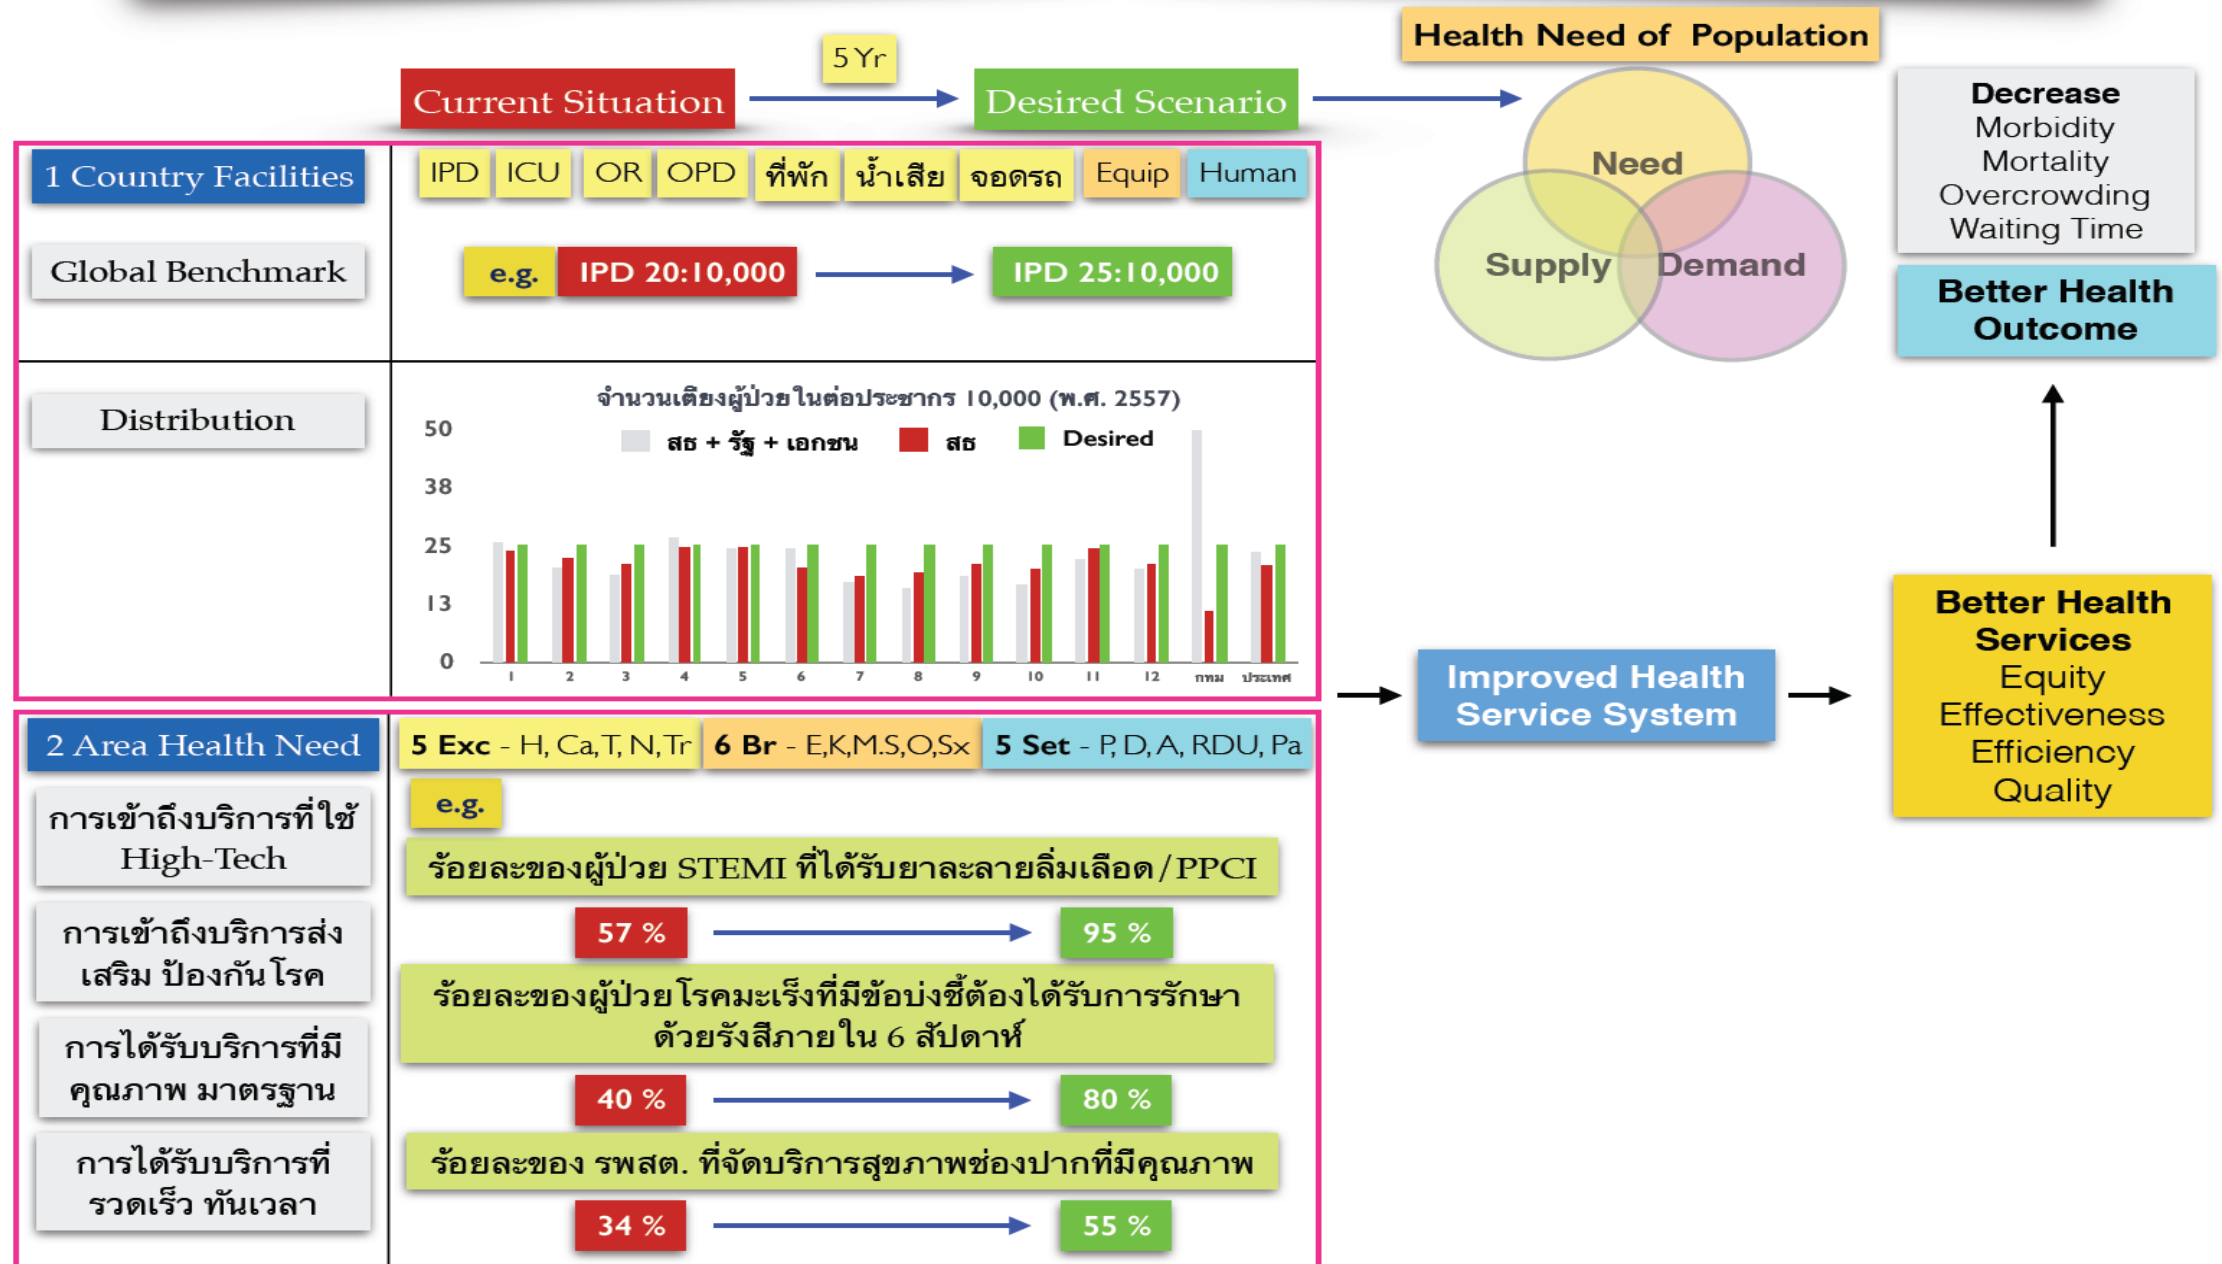 Health Need of Population
5 Yr
Current Situation
Desired Scenario
Need
Supply
Demand
Decrease
Morbidity
Mortality
Overcrowding
Waiting Time
Better Health
Outcome
1 Country Facilities
IPD
ICU
OR
OPD
ที่พัก
น้ำเสีย
จอดรถ
Equip
Human
Global Benchmark
e.g.
IPD 20:10,000
IPD 25:10,000
Distribution
จำนวนเตียงผู้ป่วยในต่อประชากร 10,000 (พ.ศ. 2557)
สธ + รัฐ + เอกชน
สธ
Desired
50
38
25
13
0
1 2 3 4 5 6 7 8 9 10 11 12 กทม ประเทศ
Improved Health
Service System
Better Health
Services
Equity
Effectiveness
Efficiency
Quality
2 Area Health Need
5 Exc - H, Ca,T, N,Tr
6 Br - E,K,M.S,O,Sx
5 Set - P, D, A, RDU, Pa
การเข้าถึงบริการที่ใช้
High-Tech
การเข้าถึงบริการส่ง
เสริม ป้องกันโรค
การได้รับบริการที่มี
คุณภาพ มาตรฐาน
การได้รับบริการที่
รวดเร็ว ทันเวลา
e.g.
ร้อยละของผู้ป่วย STEMI ที่ได้รับยาละลายลิ่มเลือด/PPCI
57 %
95 %
ร้อยละของผู้ป่วยโรคมะเร็งที่มีข้อบ่งชี้ต้องได้รับการรักษา
ด้วยรังสีภายใน 6 สัปดาห์
40 %
80 %
ร้อยละของ รพสต. ที่จัดบริการสุขภาพช่องปากที่มีคุณภาพ
34 %
55 %